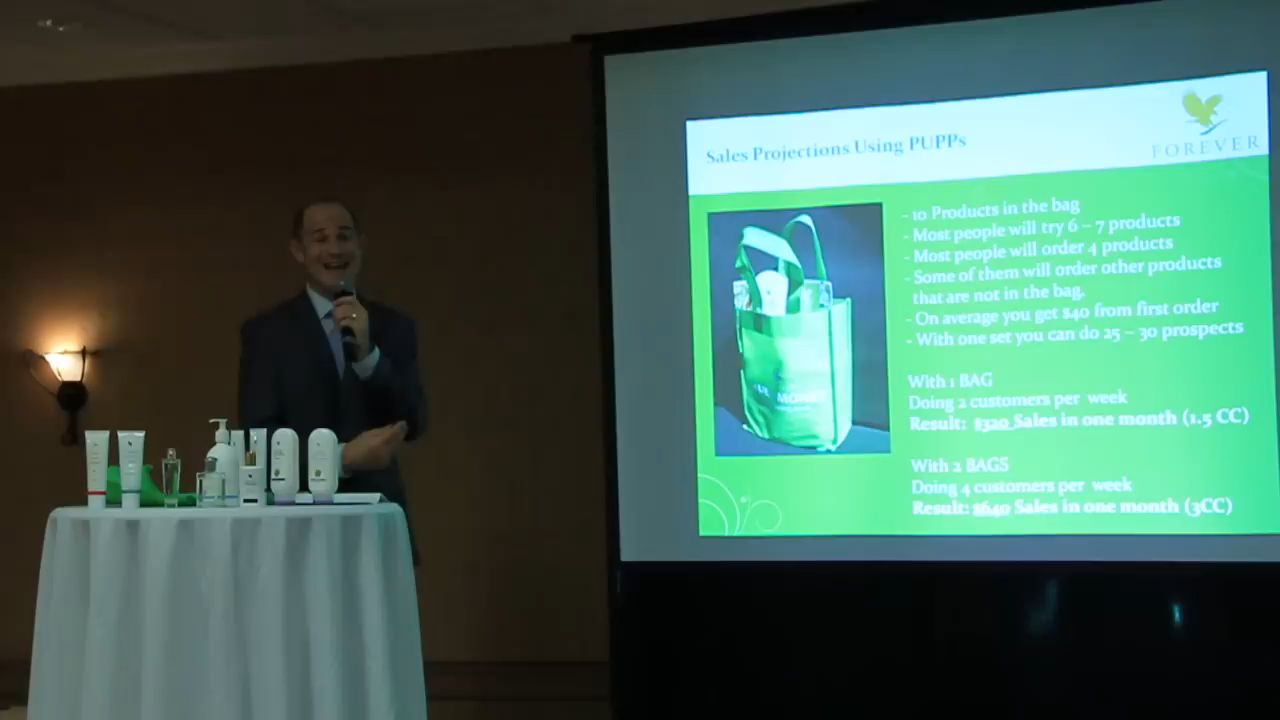 Sales Projections Using PUPPs
FOREVER
- 10 Products in the bag
- Most people will try 6 – 7 products
- Most people will order 4 products
- Some of them will order other products
that are not in the bag.
- On average you get $40 from first order
- With one set you can do 25 – 30 prospects
With 1 BAG
Doing 2 customers per week
Result: $320 Sales in one month (1.5 CC)
With 2 BAGS
Doing 4 customers per week
Result: $640 Sales in one month (3CC)